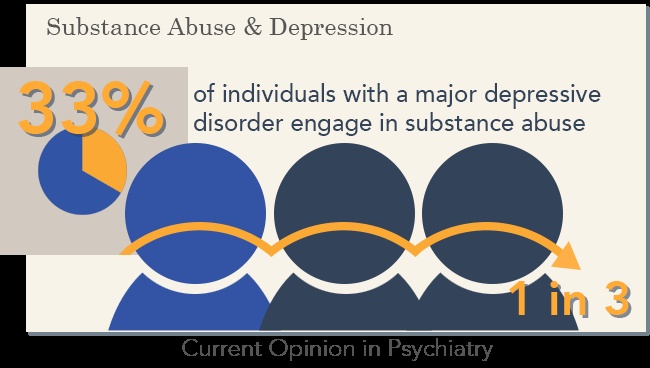 Substance Abuse & Depression
33%
of individuals with a major depressive
disorder engage in substance abuse
1 in 3
Current Opinion in Psychiatry